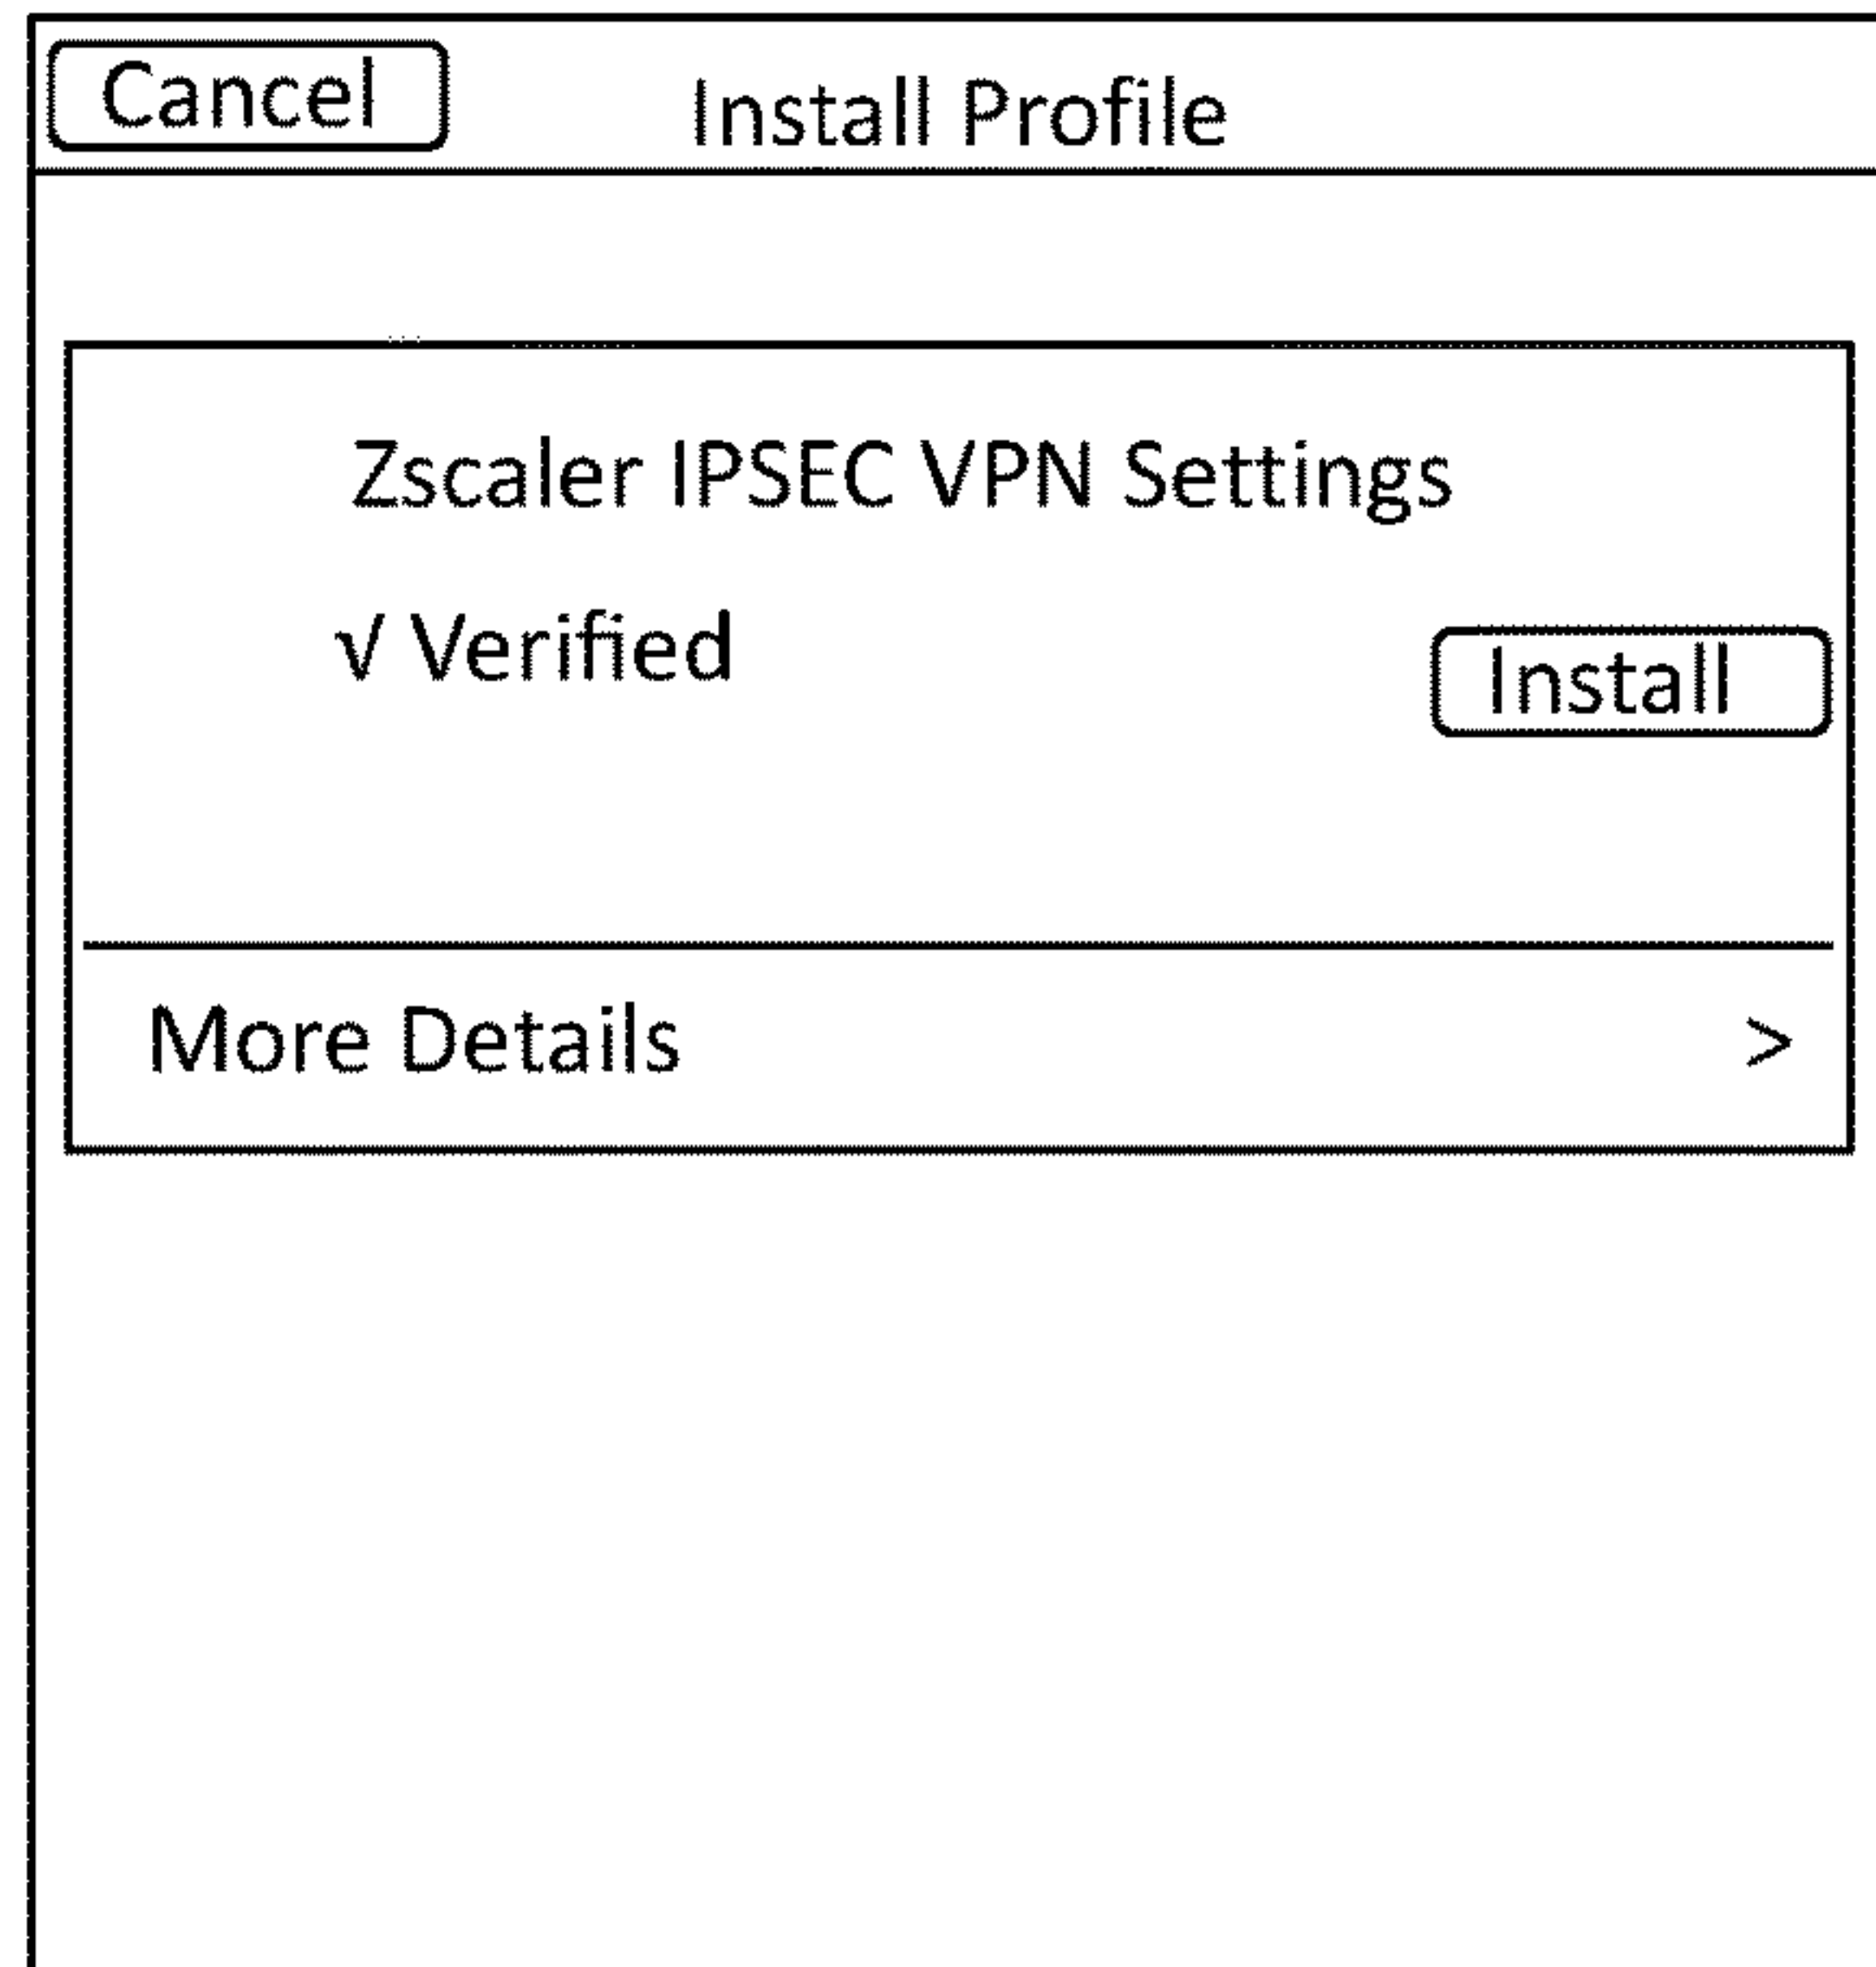 Cancel
Install Profile
Zscaler IPSEC VPN Settings
√ Verified
Install
More Details >